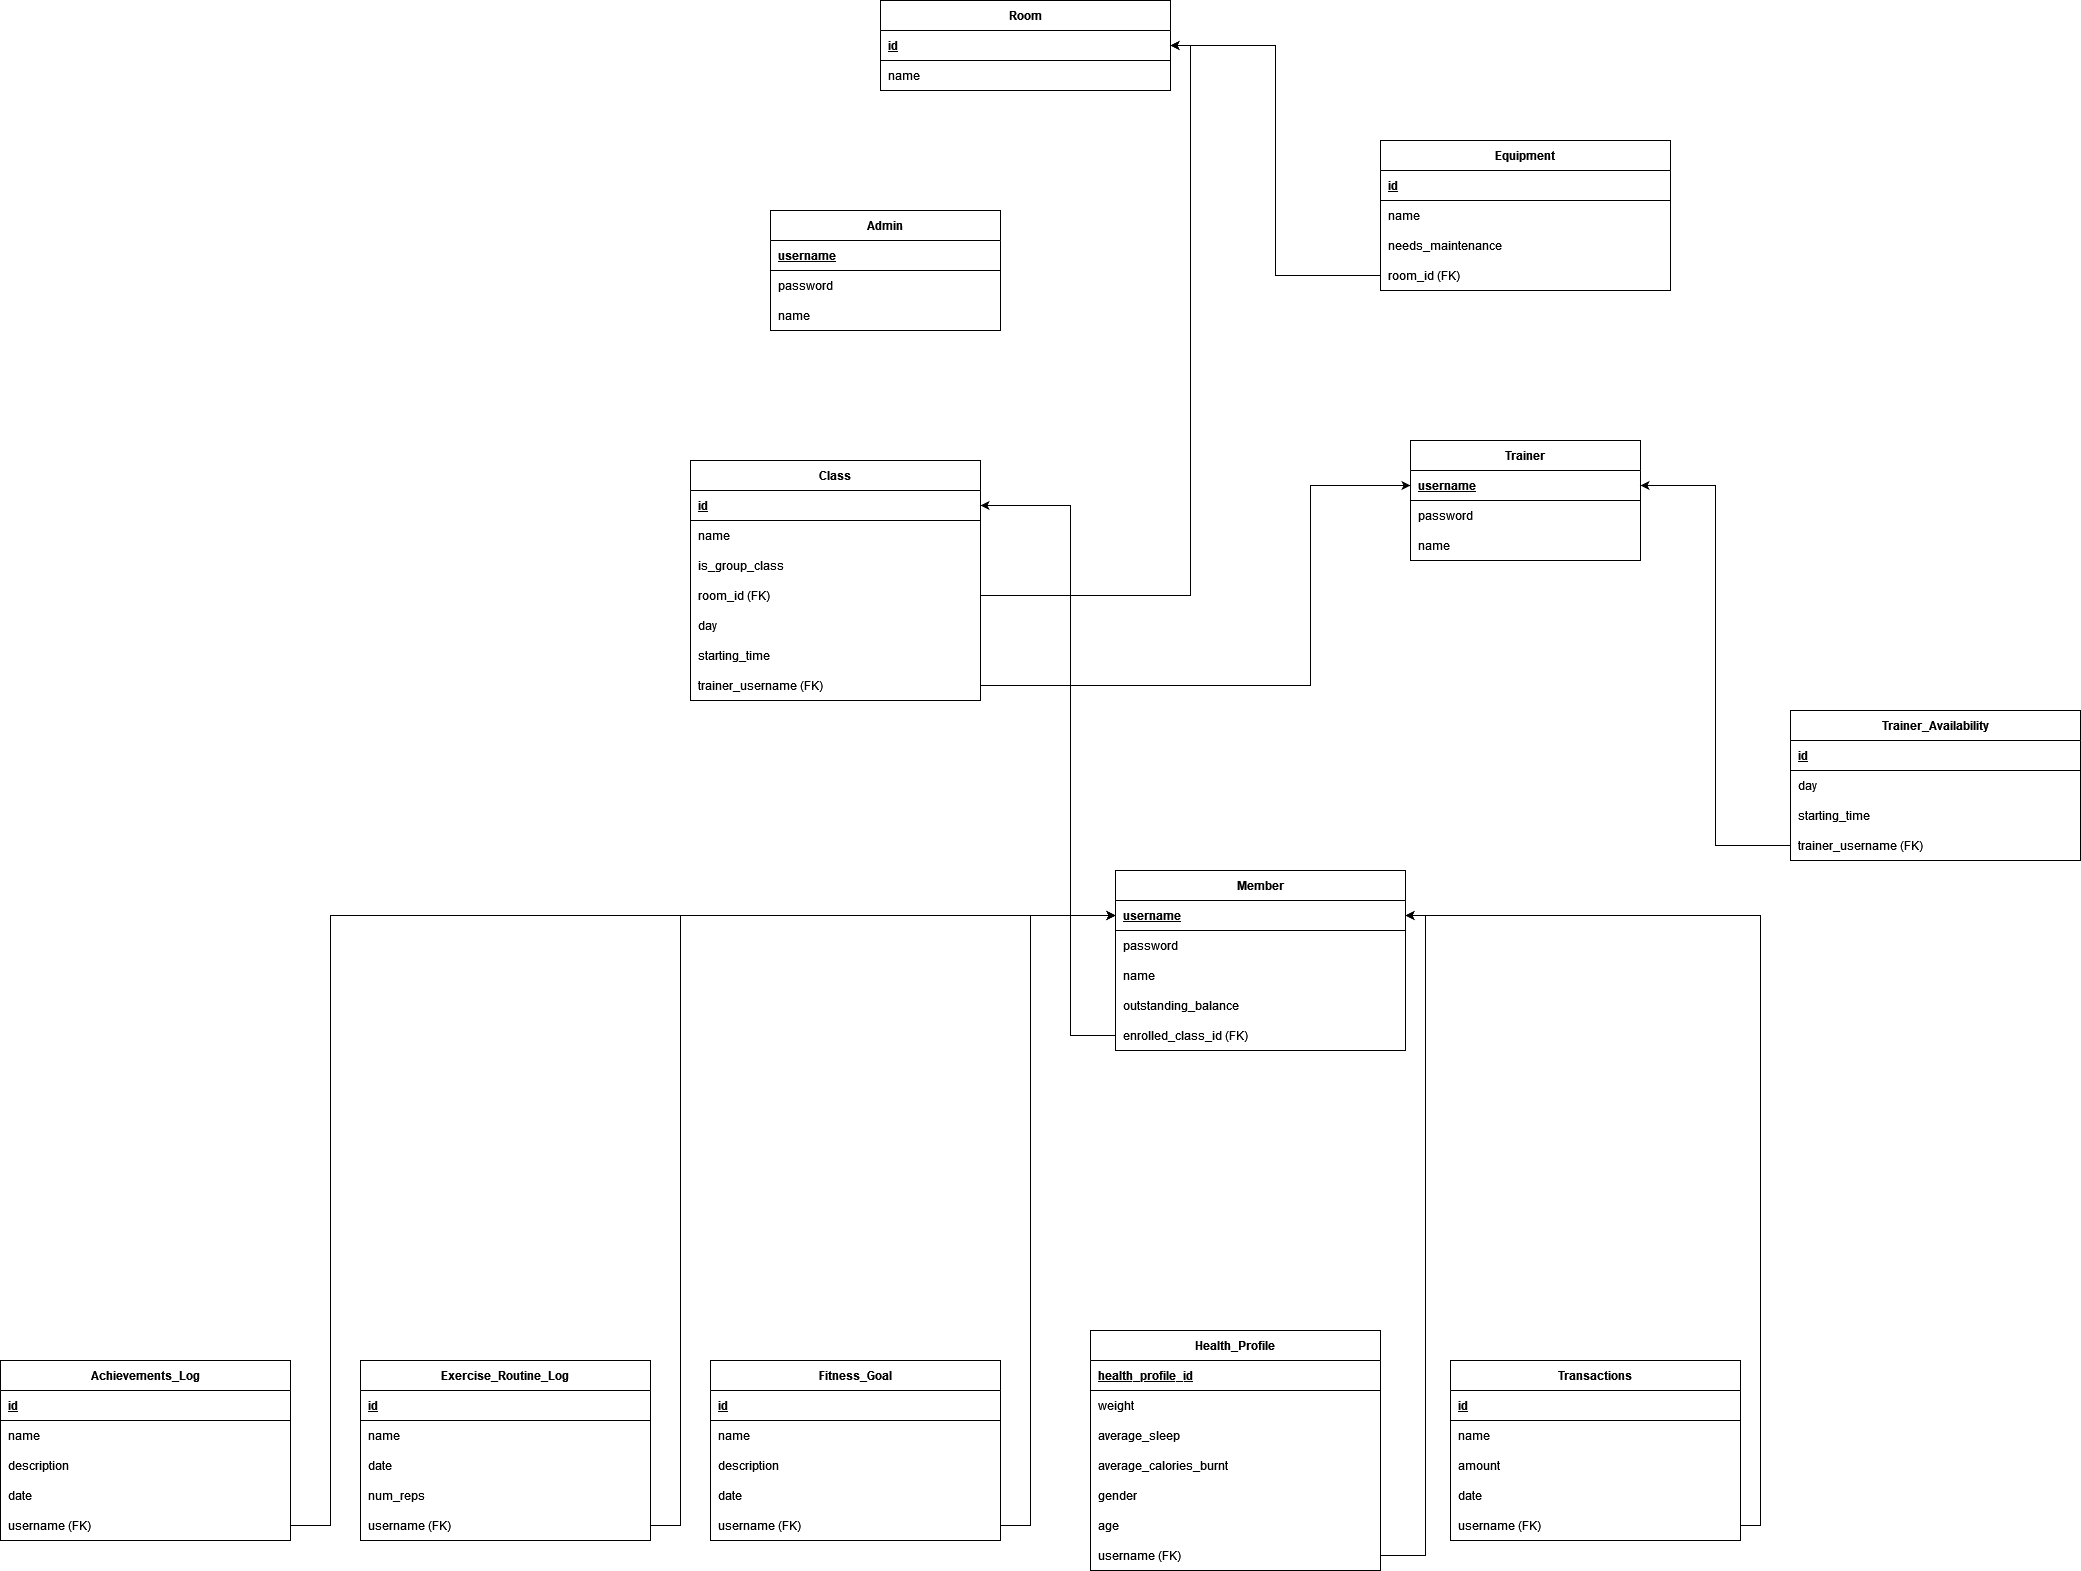 Room
id
name
Equipment
id
name
needs_maintenance
room_id (FK)
Admin
username
password
name
Class
id
name
is_group_class
room_id (FK)
day
starting_time
trainer_username (FK)
Trainer
username
password
name
Trainer_Availability
id
day
starting_time
trainer_username (FK)
Member
username
password
name
outstanding_balance
enrolled_class_id (FK)
Achievements_Log
id
name
description
date
username (FK)
Exercise_Routine_Log
id
name
date
num_reps
username (FK)
Fitness_Goal
id
name
description
date
username (FK)
Health_Profile
health_profile_id
weight
average_sleep
average_calories_burnt
gender
age
username (FK)
Transactions
id
name
amount
date
username (FK)